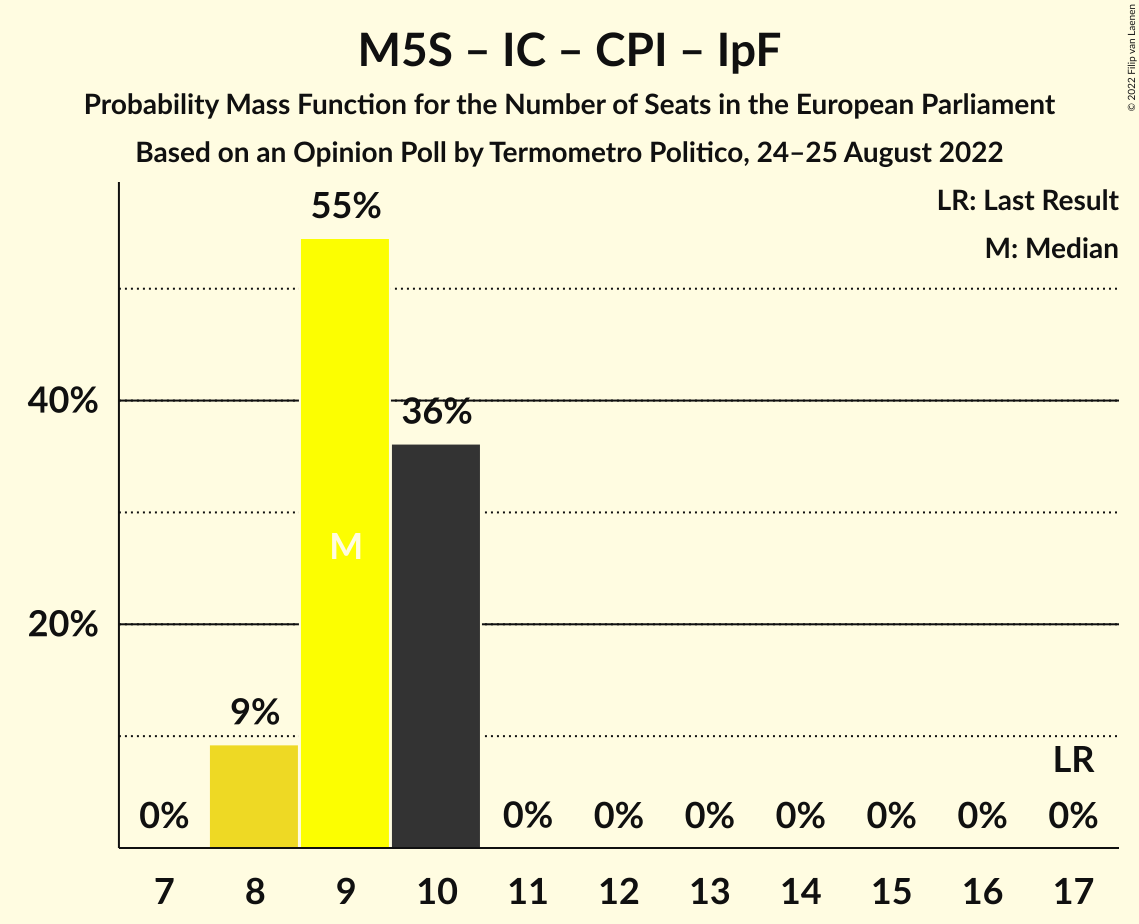 M5S – IC – CPI – IpF
Probability Mass Function for the Number of Seats in the European Parliament
Based on an Opinion Poll by Termometro Politico, 24–25 August 2022
© 2022 Filip van Laenen
LR: Last Result
M: Median
55%
40%
36%
M
20%
9%
LR
0% 0% 0% 0% 0% 0% 0% 0%
7 8 9 10 11 12 13 14 15 16 17